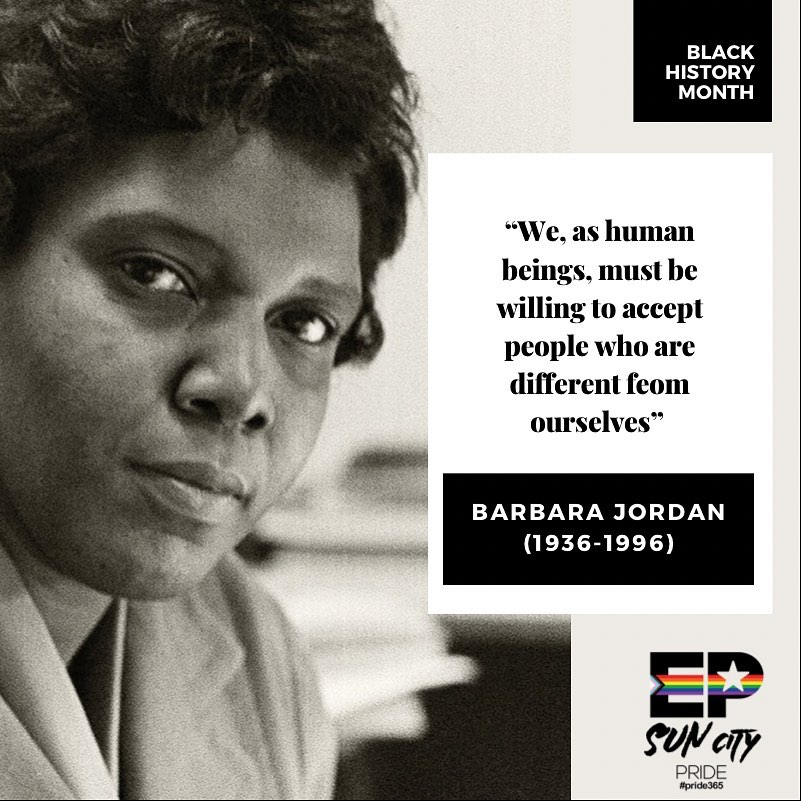 BLACK
HISTORY
MONTH
“We, as human
beings, must be
willing to accept
people who are
different feom
ourselves”
BARBARA JORDAN
(1936-1996)
EP
SUN CITY
PRIDE
#pride365